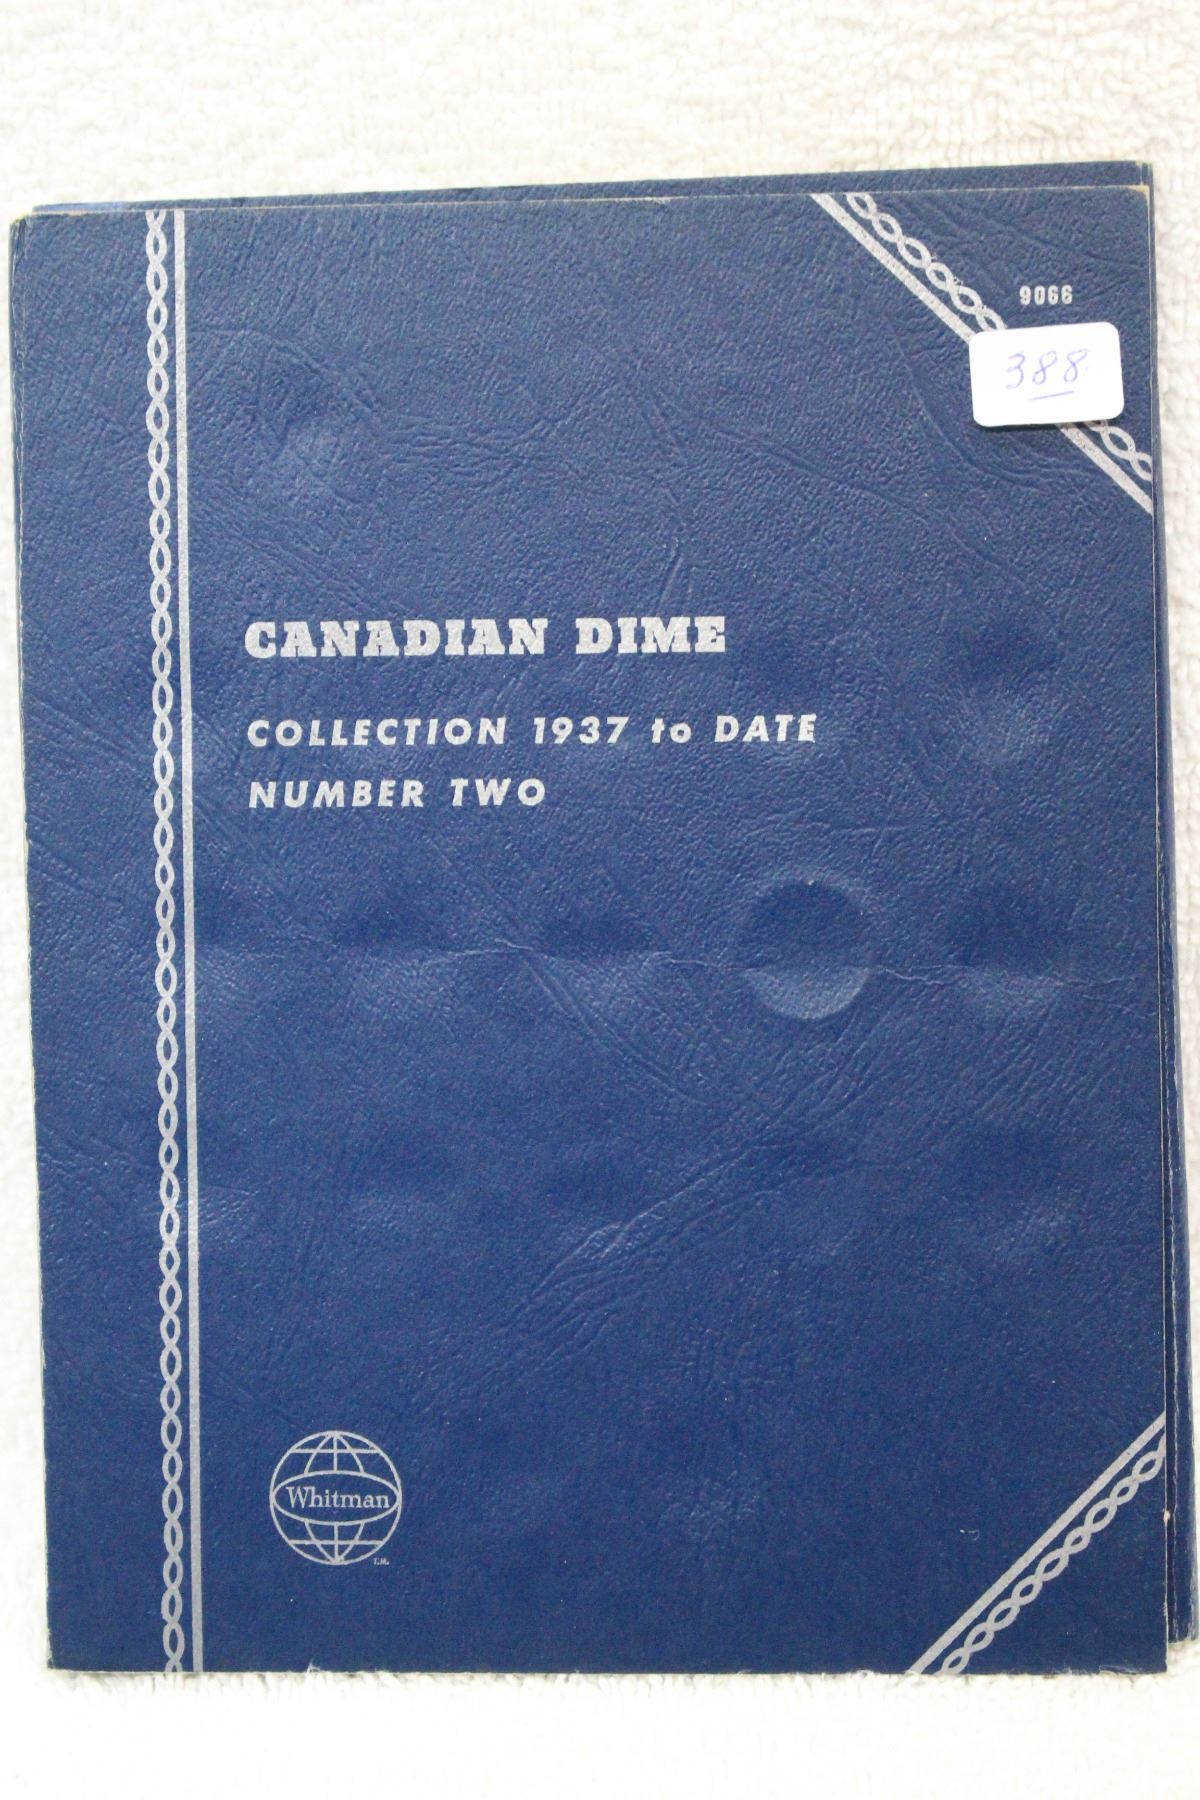 9066
388
CANADIAN DIME
COLLECTION 1937 to DATE
NUMBER TWO
Whitman
T.M.